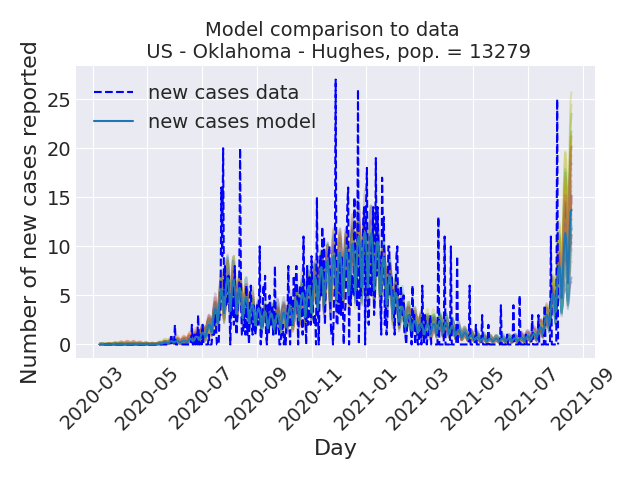 Model comparison to data
US - Oklahoma - Hughes, pop. = 13279
Number of new cases reported
25
20
15
10
5
0
new cases data
new cases model
2020-03
2020-05
2020-07
2020-09
2020-11
2021-01
2021-03
2021-05
2021-07
2021-09
Day